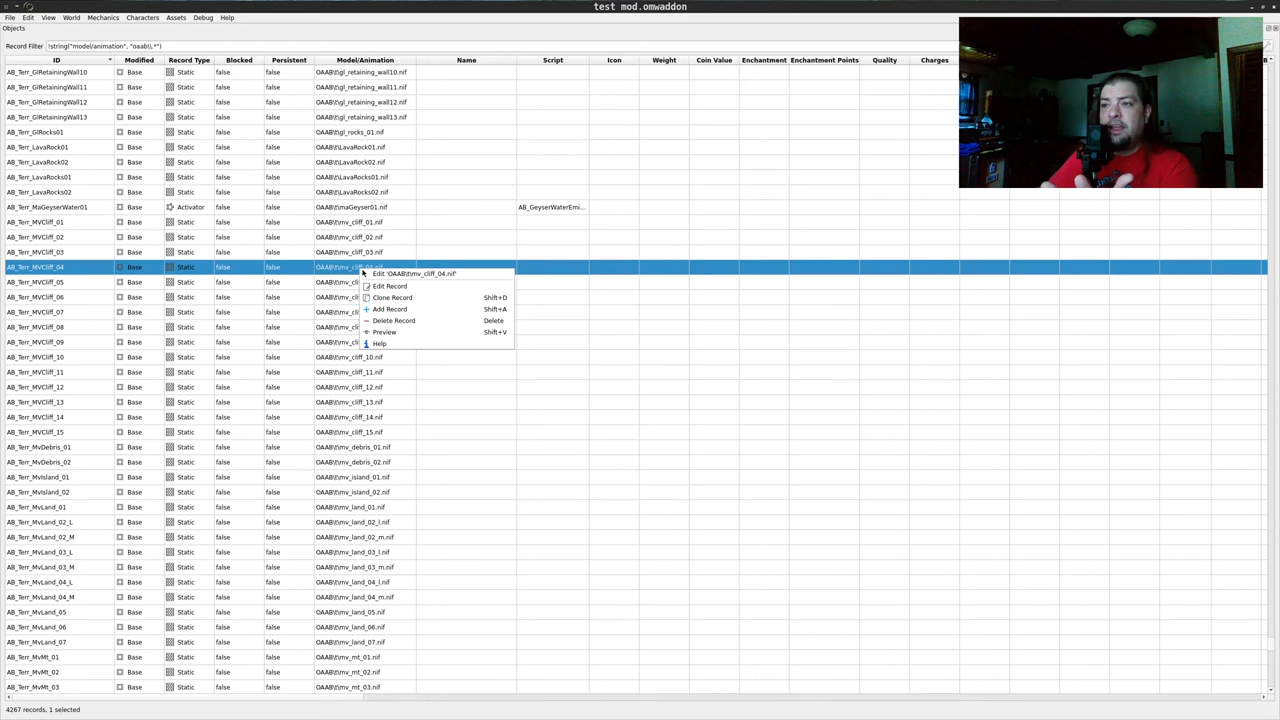 test mod.omwaddon
File Edit View World Mechanics Characters Assets Debug Help
Objects
Record Filter !string("model/animation", "oaab\\.*")
ID Modified Record Type Blocked Persistent Model/Animation Name Script Icon Weight Coin Value Enchantment Enchantment Points Quality Charges
AB_Terr_GlRetainingWall10 Base Static false false OAAB\t\gl_retaining_wall10.nif
AB_Terr_GlRetainingWall11 Base Static false false OAAB\t\gl_retaining_wall11.nif
AB_Terr_GlRetainingWall12 Base Static false false OAAB\t\gl_retaining_wall12.nif
AB_Terr_GlRetainingWall13 Base Static false false OAAB\t\gl_retaining_wall13.nif
AB_Terr_GlRocks01 Base Static false false OAAB\t\gl_rocks_01.nif
AB_Terr_LavaRock01 Base Static false false OAAB\t\LavaRock01.nif
AB_Terr_LavaRock02 Base Static false false OAAB\t\LavaRock02.nif
AB_Terr_LavaRocks01 Base Static false false OAAB\t\LavaRocks01.nif
AB_Terr_LavaRocks02 Base Static false false OAAB\t\LavaRocks02.nif
AB_Terr_MaGeyserWater01 Base Activator false false OAAB\t\maGeyser01.nif AB_GeyserWaterEmi...
AB_Terr_MVCliff_01 Base Static false false OAAB\t\mv_cliff_01.nif
AB_Terr_MVCliff_02 Base Static false false OAAB\t\mv_cliff_02.nif
AB_Terr_MVCliff_03 Base Static false false OAAB\t\mv_cliff_03.nif
AB_Terr_MVCliff_04 Base Static false false OAAB\t\mv_cliff_04.nif
Edit 'OAAB\t\mv_cliff_04.nif'
AB_Terr_MVCliff_05 Base Static false false OAAB\t\mv_cli
Edit Record
AB_Terr_MVCliff_06 Base Static false false OAAB\t\mv_cli
Clone Record Shift+D
AB_Terr_MVCliff_07 Base Static false false OAAB\t\mv_cli
Add Record Shift+A
Delete Record Delete
AB_Terr_MVCliff_08 Base Static false false OAAB\t\mv_cli
Preview Shift+V
AB_Terr_MVCliff_09 Base Static false false OAAB\t\mv_cli
Help
AB_Terr_MVCliff_10 Base Static false false OAAB\t\mv_cliff_10.nif
AB_Terr_MVCliff_11 Base Static false false OAAB\t\mv_cliff_11.nif
AB_Terr_MVCliff_12 Base Static false false OAAB\t\mv_cliff_12.nif
AB_Terr_MVCliff_13 Base Static false false OAAB\t\mv_cliff_13.nif
AB_Terr_MVCliff_14 Base Static false false OAAB\t\mv_cliff_14.nif
AB_Terr_MVCliff_15 Base Static false false OAAB\t\mv_cliff_15.nif
AB_Terr_MvDebris_01 Base Static false false OAAB\t\mv_debris_01.nif
AB_Terr_MvDebris_02 Base Static false false OAAB\t\mv_debris_02.nif
AB_Terr_MvIsland_01 Base Static false false OAAB\t\mv_island_01.nif
AB_Terr_MvIsland_02 Base Static false false OAAB\t\mv_island_02.nif
AB_Terr_MvLand_01 Base Static false false OAAB\t\mv_land_01.nif
AB_Terr_MvLand_02_L Base Static false false OAAB\t\mv_land_02_l.nif
AB_Terr_MvLand_02_M Base Static false false OAAB\t\mv_land_02_m.nif
AB_Terr_MvLand_03_L Base Static false false OAAB\t\mv_land_03_l.nif
AB_Terr_MvLand_03_M Base Static false false OAAB\t\mv_land_03_m.nif
AB_Terr_MvLand_04_L Base Static false false OAAB\t\mv_land_04_l.nif
AB_Terr_MvLand_04_M Base Static false false OAAB\t\mv_land_04_m.nif
AB_Terr_MvLand_05 Base Static false false OAAB\t\mv_land_05.nif
AB_Terr_MvLand_06 Base Static false false OAAB\t\mv_land_06.nif
AB_Terr_MvLand_07 Base Static false false OAAB\t\mv_land_07.nif
AB_Terr_MvMt_01 Base Static false false OAAB\t\mv_mt_01.nif
AB_Terr_MvMt_02 Base Static false false OAAB\t\mv_mt_02.nif
AB_Terr_MvMt_03 Base Static false false OAAB\t\mv_mt_03.nif
4267 records, 1 selected